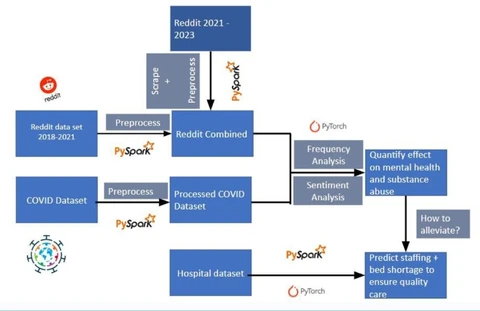 Reddit 2021 -
2023
Scrape
+
Preprocess
PySpark
reddit
Reddit data set
2018-2021
Preprocess
PySpark
Reddit Combined
PyTorch
Frequency
Analysis
Sentiment
Analysis
Quantify effect
on mental health
and substance
abuse
COVID Dataset
Preprocess
PySpark
Processed COVID
Dataset
How to
alleviate?
Hospital dataset
PySpark
PyTorch
Predict staffing +
bed shortage to
ensure quality
care